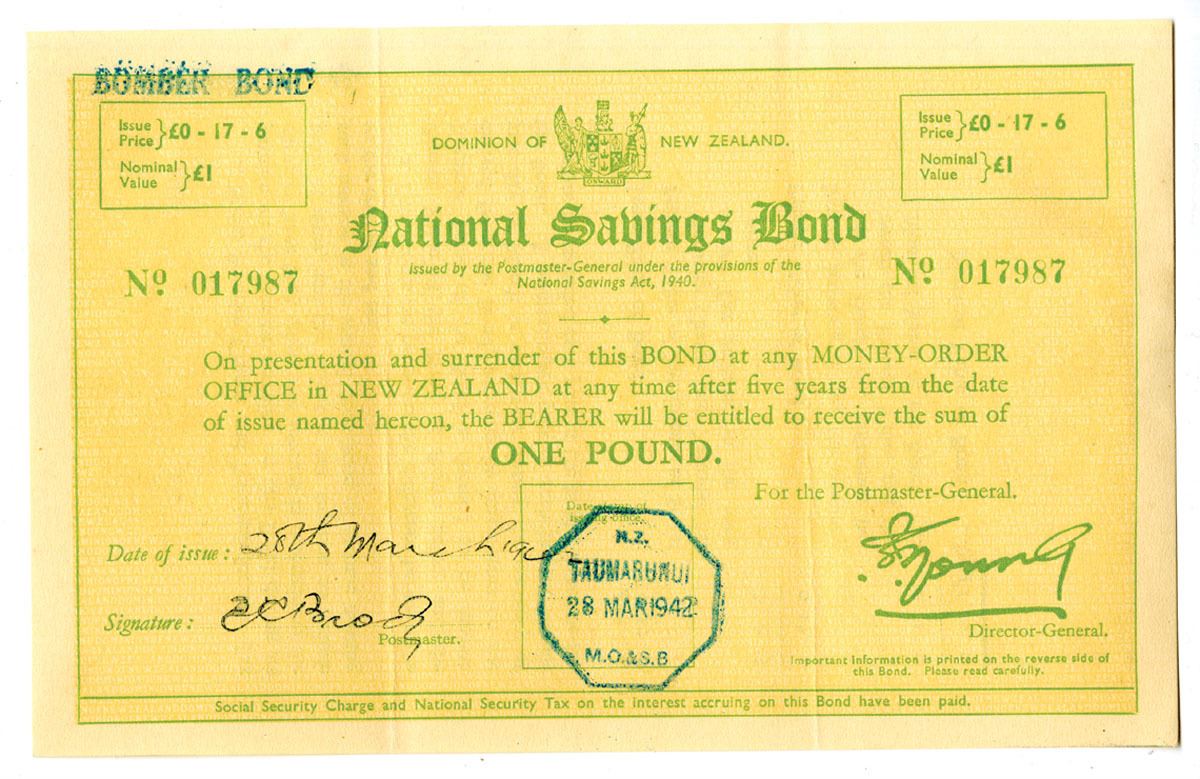 BOMBER BOND
Issue Price } £0 - 17 - 6
Nominal Value } £1
DOMINION OF NEW ZEALAND.
ONWARD
Issue Price } £0 - 17 - 6
Nominal Value } £1
National Savings Bond
Issued by the Postmaster-General under the provisions of the
National Savings Act, 1940.
Nº 017987
Nº 017987
On presentation and surrender of this BOND at any MONEY-ORDER
OFFICE in NEW ZEALAND at any time after five years from the date
of issue named hereon, the BEARER will be entitled to receive the sum of
ONE POUND.
For the Postmaster-General.
issuing office.
N.Z.
TAUMARUNUI
28 MAR 1942
M.O.& S.B
Date of issue : 28th March 1942
Signature :
Postmaster.
Director-General.
Important information is printed on the reverse side of
this Bond. Please read carefully.
Social Security Charge and National Security Tax on the interest accruing on this Bond have been paid.